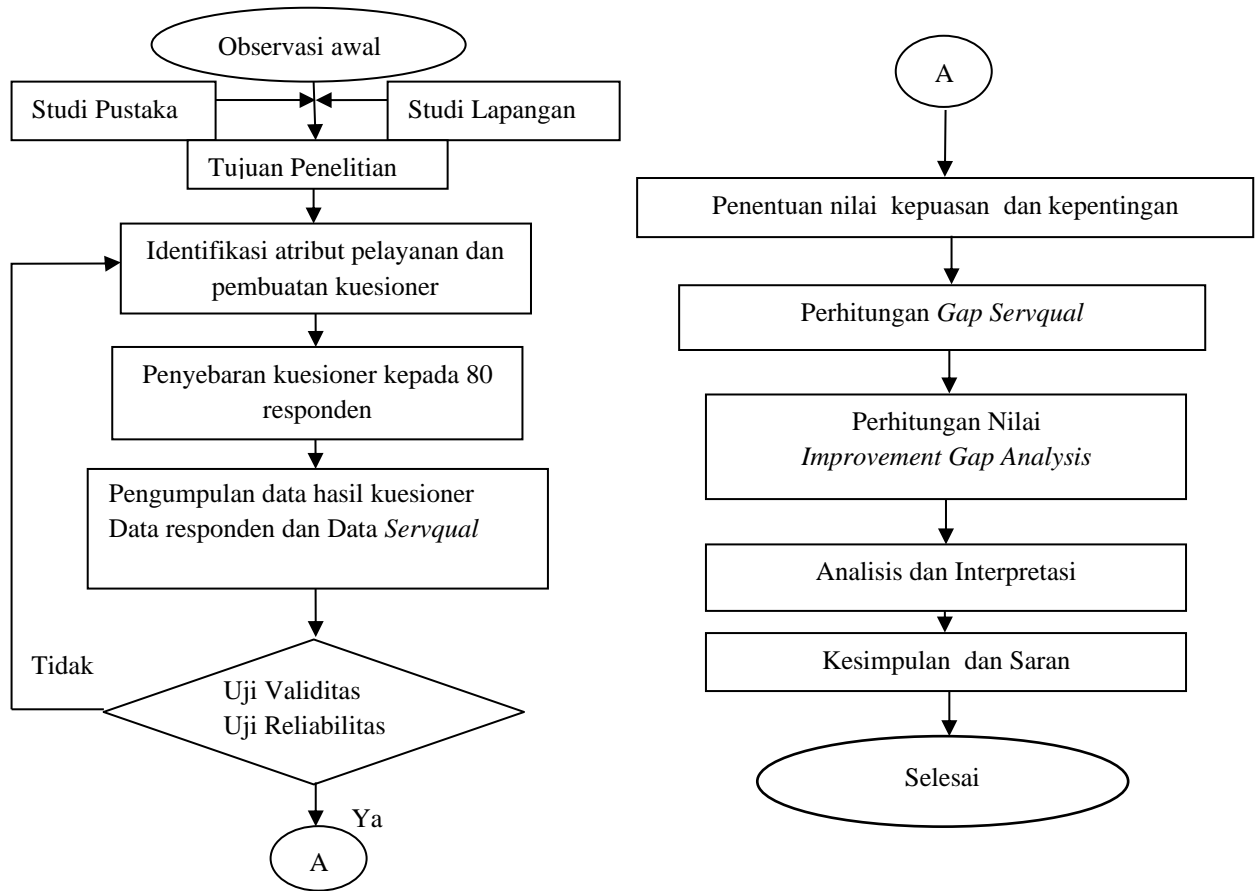 Observasi awal
Studi Pustaka
Studi Lapangan
Tujuan Penelitian
Identifikasi atribut pelayanan dan
pembuatan kuesioner
Penyebaran kuesioner kepada 80
responden
Pengumpulan data hasil kuesioner
Data responden dan Data Servqual
Tidak
Uji Validitas
Uji Reliabilitas
Ya
A
A
Penentuan nilai kepuasan dan kepentingan
Perhitungan Gap Servqual
Perhitungan Nilai
Improvement Gap Analysis
Analisis dan Interpretasi
Kesimpulan dan Saran
Selesai